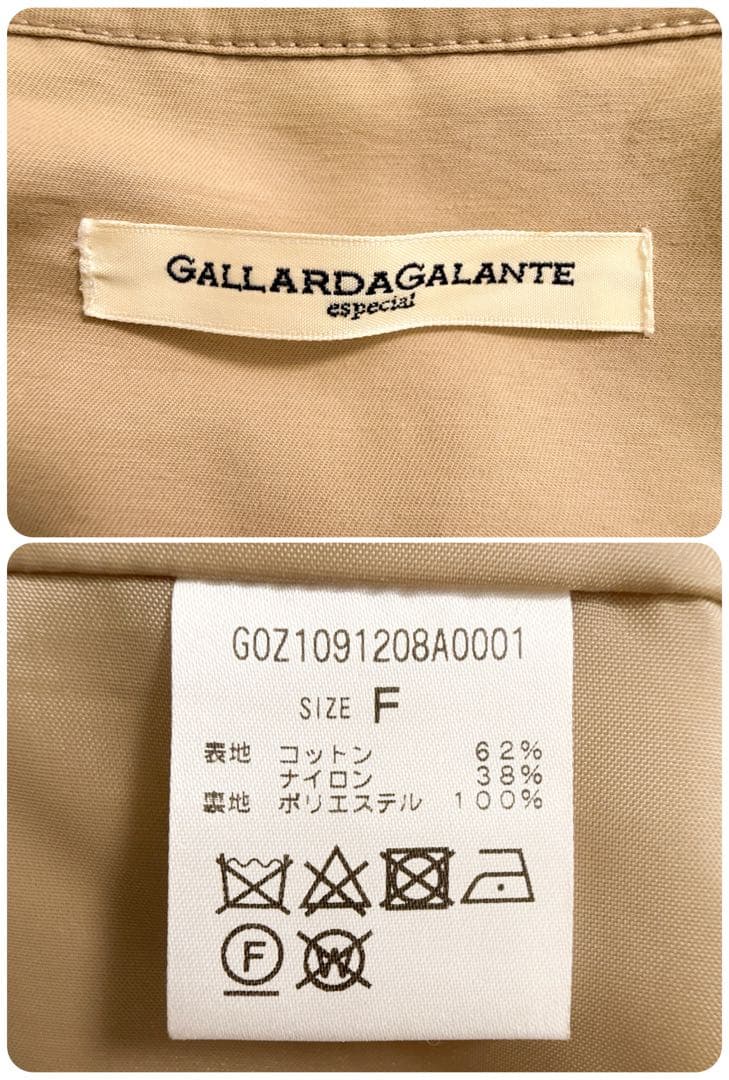 GALLARDAGALANTE
especial
G0Z1091208A0001
SIZE F
表地 コットン 62%
ナイロン 38%
裏地 ポリエステル 100%
F
W